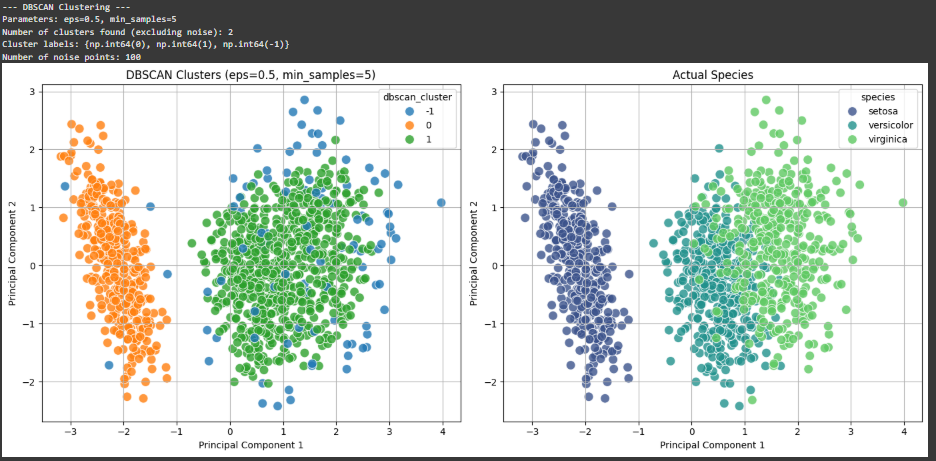 --- DBSCAN Clustering ---
Parameters: eps=0.5, min_samples=5
Number of clusters found (excluding noise): 2
Cluster labels: {np.int64(0), np.int64(1), np.int64(-1)}
Number of noise points: 100
DBSCAN Clusters (eps=0.5, min_samples=5)
dbscan_cluster
-1
0
1
3
2
1
0
−1
−2
Principal Component 2
−3
−2
−1
0
1
2
3
4
Principal Component 1
Actual Species
species
setosa
versicolor
virginica
3
2
1
0
−1
−2
Principal Component 2
−3
−2
−1
0
1
2
3
4
Principal Component 1